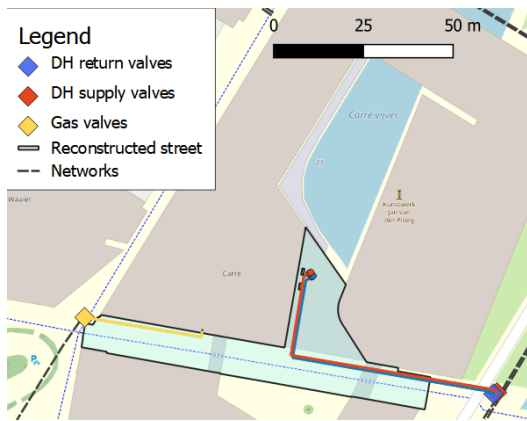 Legend
DH return valves
DH supply valves
Gas valves
Reconstructed street
Networks
0 25 50 m
Carré vijver
23
Kunstwerk
Jan van
der Ploeg
Waaier
Carré
P